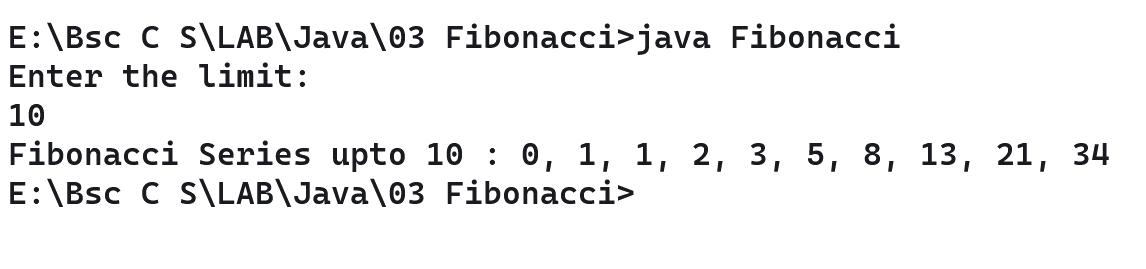 E:\Bsc C S\LAB\Java\03 Fibonacci>java Fibonacci
Enter the limit:
10
Fibonacci Series upto 10 : 0, 1, 1, 2, 3, 5, 8, 13, 21, 34
E:\Bsc C S\LAB\Java\03 Fibonacci>